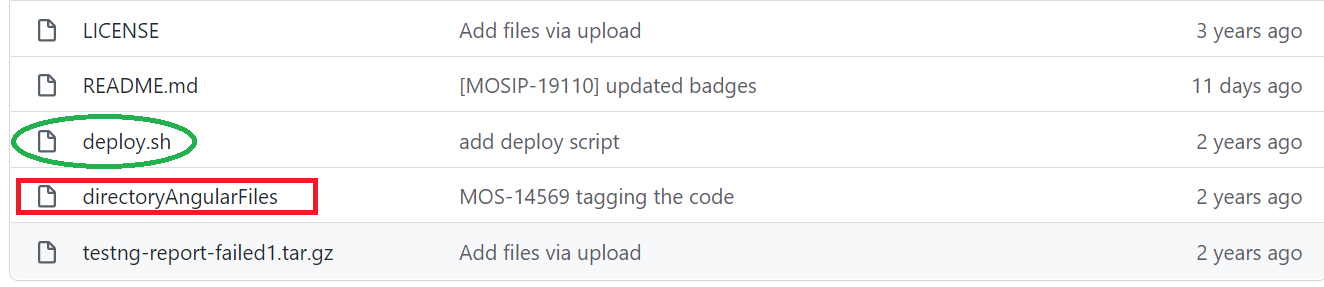 LICENSE Add files via upload 3 years ago
README.md [MOSIP-19110] updated badges 11 days ago
deploy.sh add deploy script 2 years ago
directoryAngularFiles MOS-14569 tagging the code 2 years ago
testng-report-failed1.tar.gz Add files via upload 2 years ago